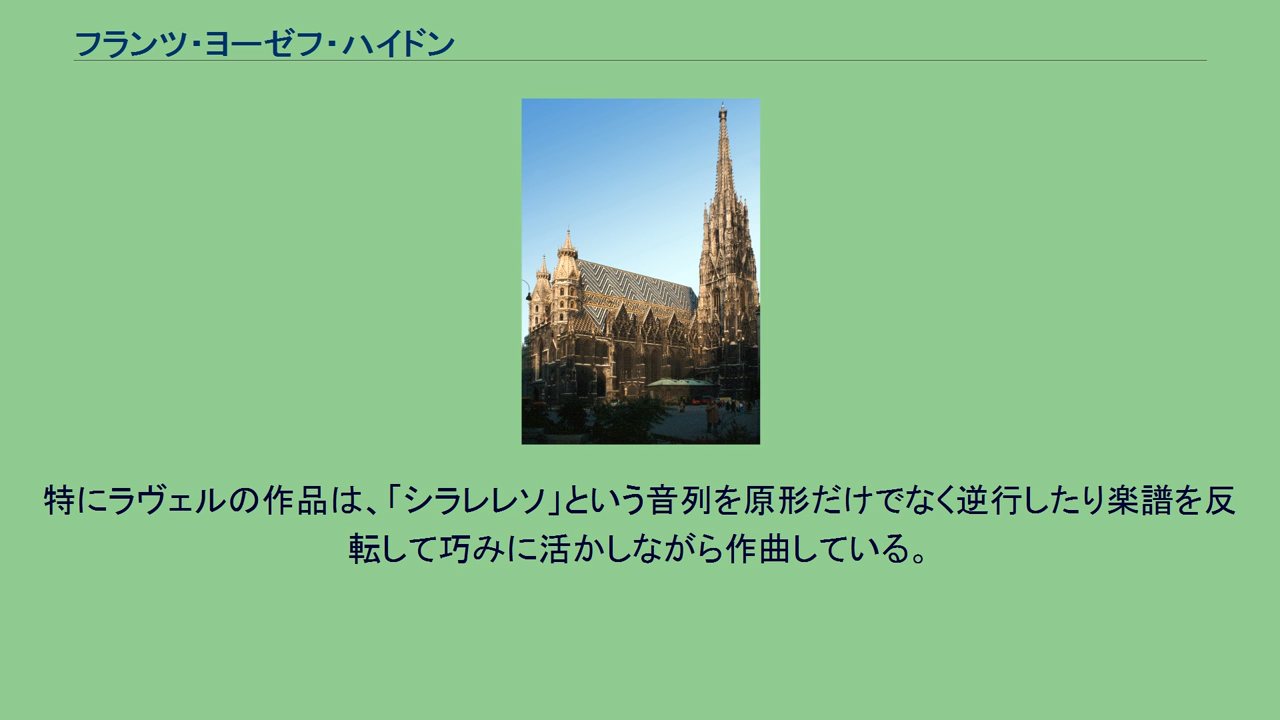 フランツ・ヨーゼフ・ハイドン
特にラヴェルの作品は、「シラレレソ」という音列を原形だけでなく逆行したり楽譜を反
転して巧みに活かしながら作曲している。